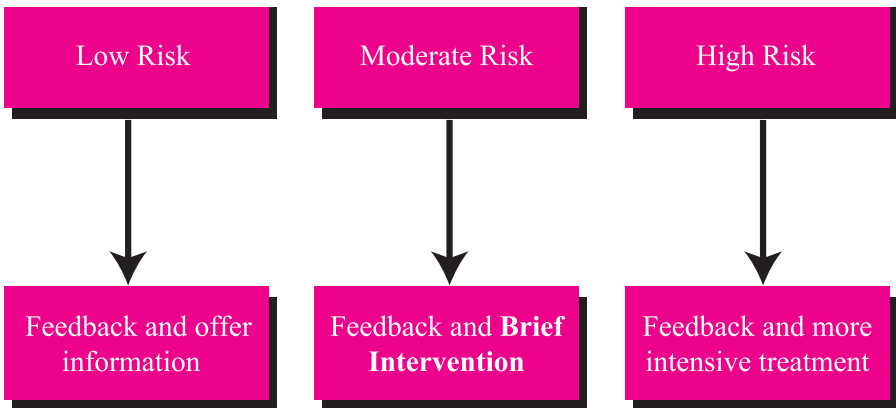 Low Risk
Moderate Risk
High Risk
Feedback and offer
information
Feedback and Brief
Intervention
Feedback and more
intensive treatment